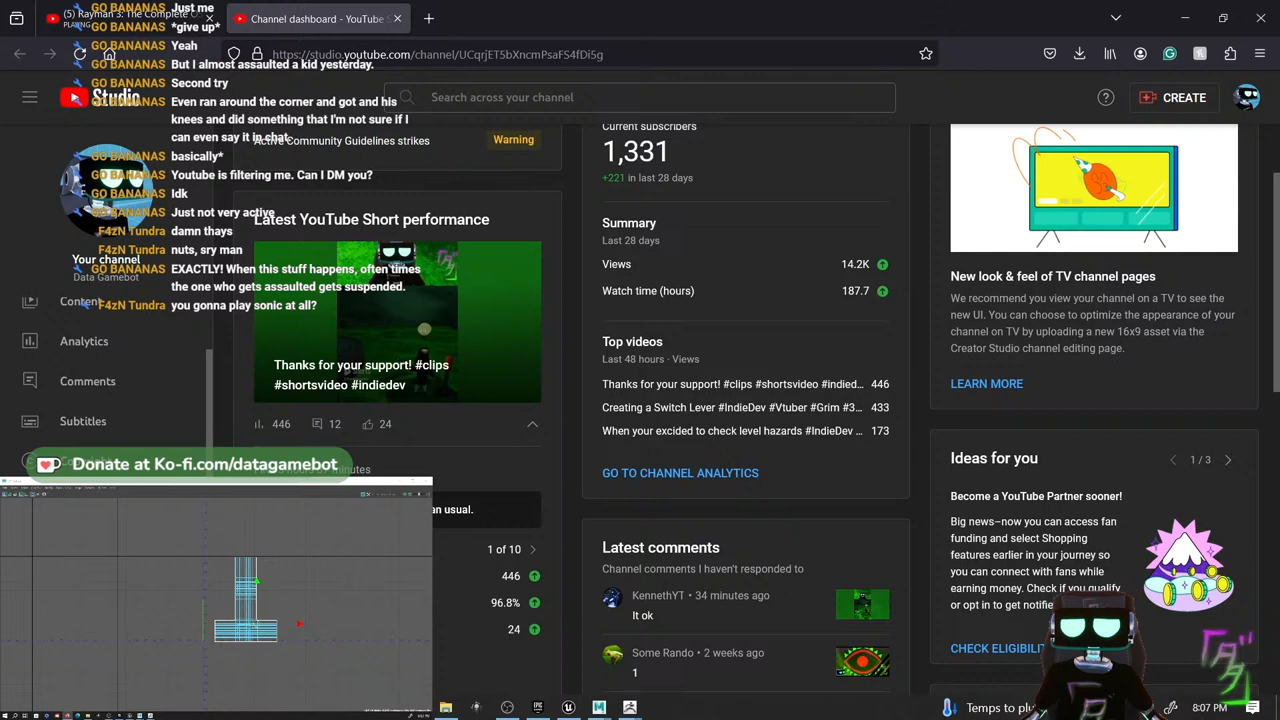 (5) Rayman 3: The Complete O
PLAYING
Channel dashboard - YouTube S
https://studio.youtube.com/channel/UCqrjET5bXxcmPsaFS4fDi5g
Studio
Search across your channel
CREATE
GO BANANAS Just me
GO BANANAS *give up*
GO BANANAS Yeah
GO BANANAS But I almost assaulted a kid yesterday.
GO BANANAS Second try
GO BANANAS Even ran around the corner and got and his
knees and did something that I'm not sure if I
can even say it in chat.
GO BANANAS basically*
GO BANANAS Youtube is filtering me. Can I DM you?
GO BANANAS Idk
GO BANANAS Just not very active
F4zN Tundra damn thays
F4zN Tundra nuts, sry man
GO BANANAS EXACTLY! When this stuff happens, often times
the one who gets assaulted gets suspended.
F4zN Tundra you gonna play sonic at all?
Your channel
Data Gamebot
Content
Analytics
Comments
Subtitles
Donate at Ko-fi.com/datagamebot
Active Community Guidelines strikes
Warning
Latest YouTube Short performance
Thanks for your support! #clips
#shortsvideo #indiedev
446
12
24
an usual.
1 of 10
446
96.8%
24
Current subscribers
1,331
+221 in last 28 days
Summary
Last 28 days
Views 14.2K
Watch time (hours) 187.7
Top videos
Last 48 hours · Views
Thanks for your support! #clips #shortsvideo #indied... 446
Creating a Switch Lever #IndieDev #Vtuber #Grim #3... 433
When your excited to check level hazards #IndieDev ... 173
GO TO CHANNEL ANALYTICS
Latest comments
Channel comments I haven't responded to
KennethYT • 34 minutes ago
It ok
Some Rando • 2 weeks ago
1
New look & feel of TV channel pages
We recommend you view your channel on a TV to see the
new UI. You can choose to optimize the appearance of your
channel on TV by uploading a new 16x9 asset via the
Creator Studio channel editing page.
LEARN MORE
Ideas for you
1 / 3
Become a YouTube Partner sooner!
Big news–now you can access fan
funding and select Shopping
features earlier in your journey so
you can connect with fans while
earning money. Check if you qualify
or opt in to get notifie
CHECK ELIGIBILI
Temps to plu
8:07 PM